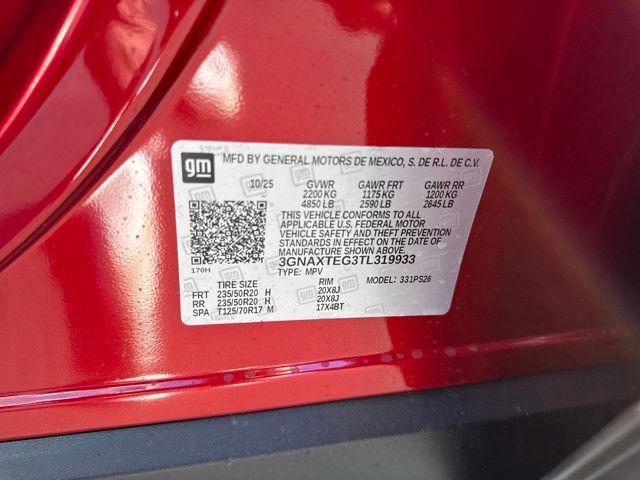 gm MFD BY GENERAL MOTORS DE MEXICO, S. DE R.L. DE C.V.
10/25 GVWR GAWR FRT GAWR RR
2200 KG 1175 KG 1200 KG
4850 LB 2590 LB 2645 LB
THIS VEHICLE CONFORMS TO ALL
APPLICABLE U.S. FEDERAL MOTOR
VEHICLE SAFETY AND THEFT PREVENTION
STANDARDS IN EFFECT ON THE DATE OF
MANUFACTURE SHOWN ABOVE.
3GNAXTEG3TL319933
170H TYPE: MPV MODEL: 331PS26
TIRE SIZE RIM
FRT 235/50R20 H 20X8J
RR 235/50R20 H 20X8J
SPA T125/70R17 M 17X4BT